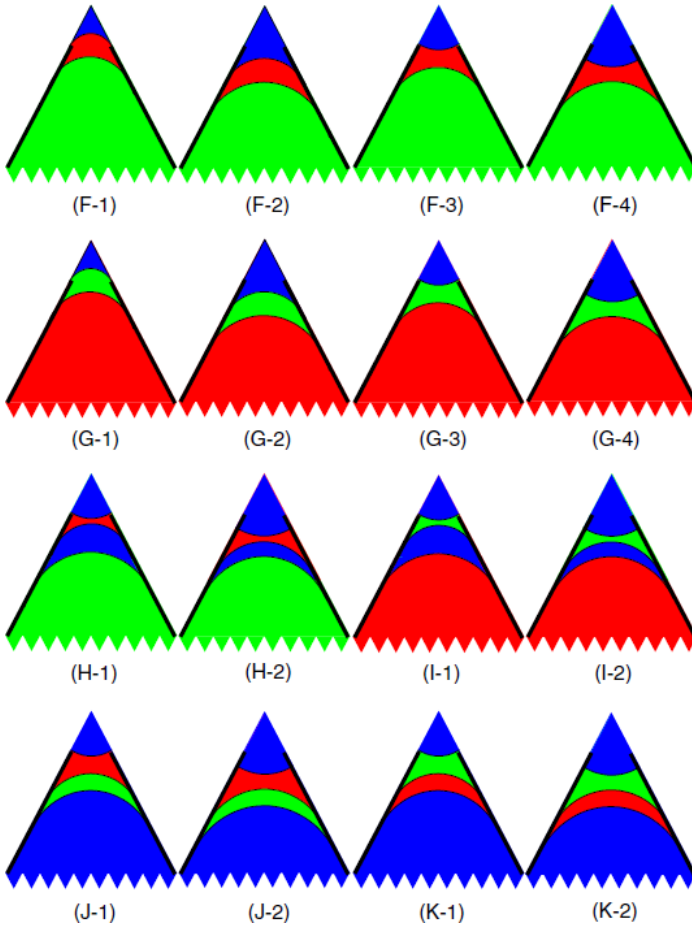 (F-1) (F-2) (F-3) (F-4)
(G-1) (G-2) (G-3) (G-4)
(H-1) (H-2) (I-1) (I-2)
(J-1) (J-2) (K-1) (K-2)